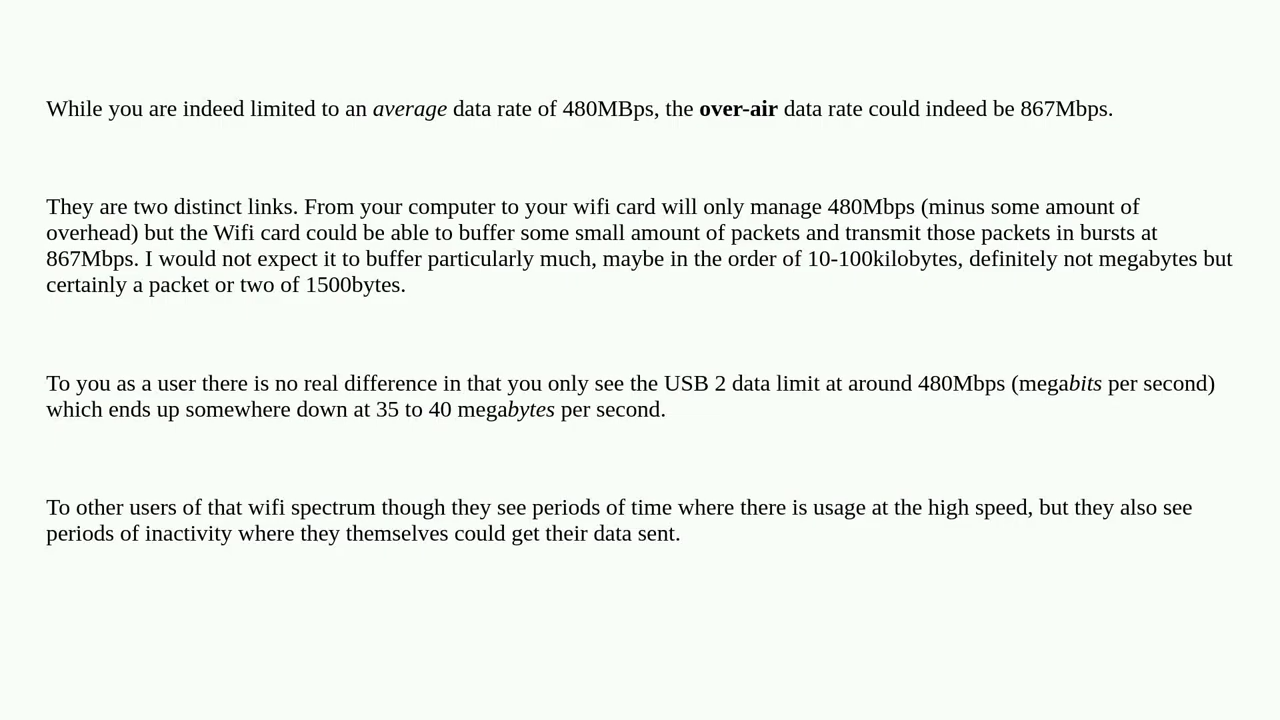 While you are indeed limited to an average data rate of 480MBps, the over-air data rate could indeed be 867Mbps.
They are two distinct links. From your computer to your wifi card will only manage 480Mbps (minus some amount of
overhead) but the Wifi card could be able to buffer some small amount of packets and transmit those packets in bursts at
867Mbps. I would not expect it to buffer particularly much, maybe in the order of 10-100kilobytes, definitely not megabytes but
certainly a packet or two of 1500bytes.
To you as a user there is no real difference in that you only see the USB 2 data limit at around 480Mbps (megabits per second)
which ends up somewhere down at 35 to 40 megabytes per second.
To other users of that wifi spectrum though they see periods of time where there is usage at the high speed, but they also see
periods of inactivity where they themselves could get their data sent.